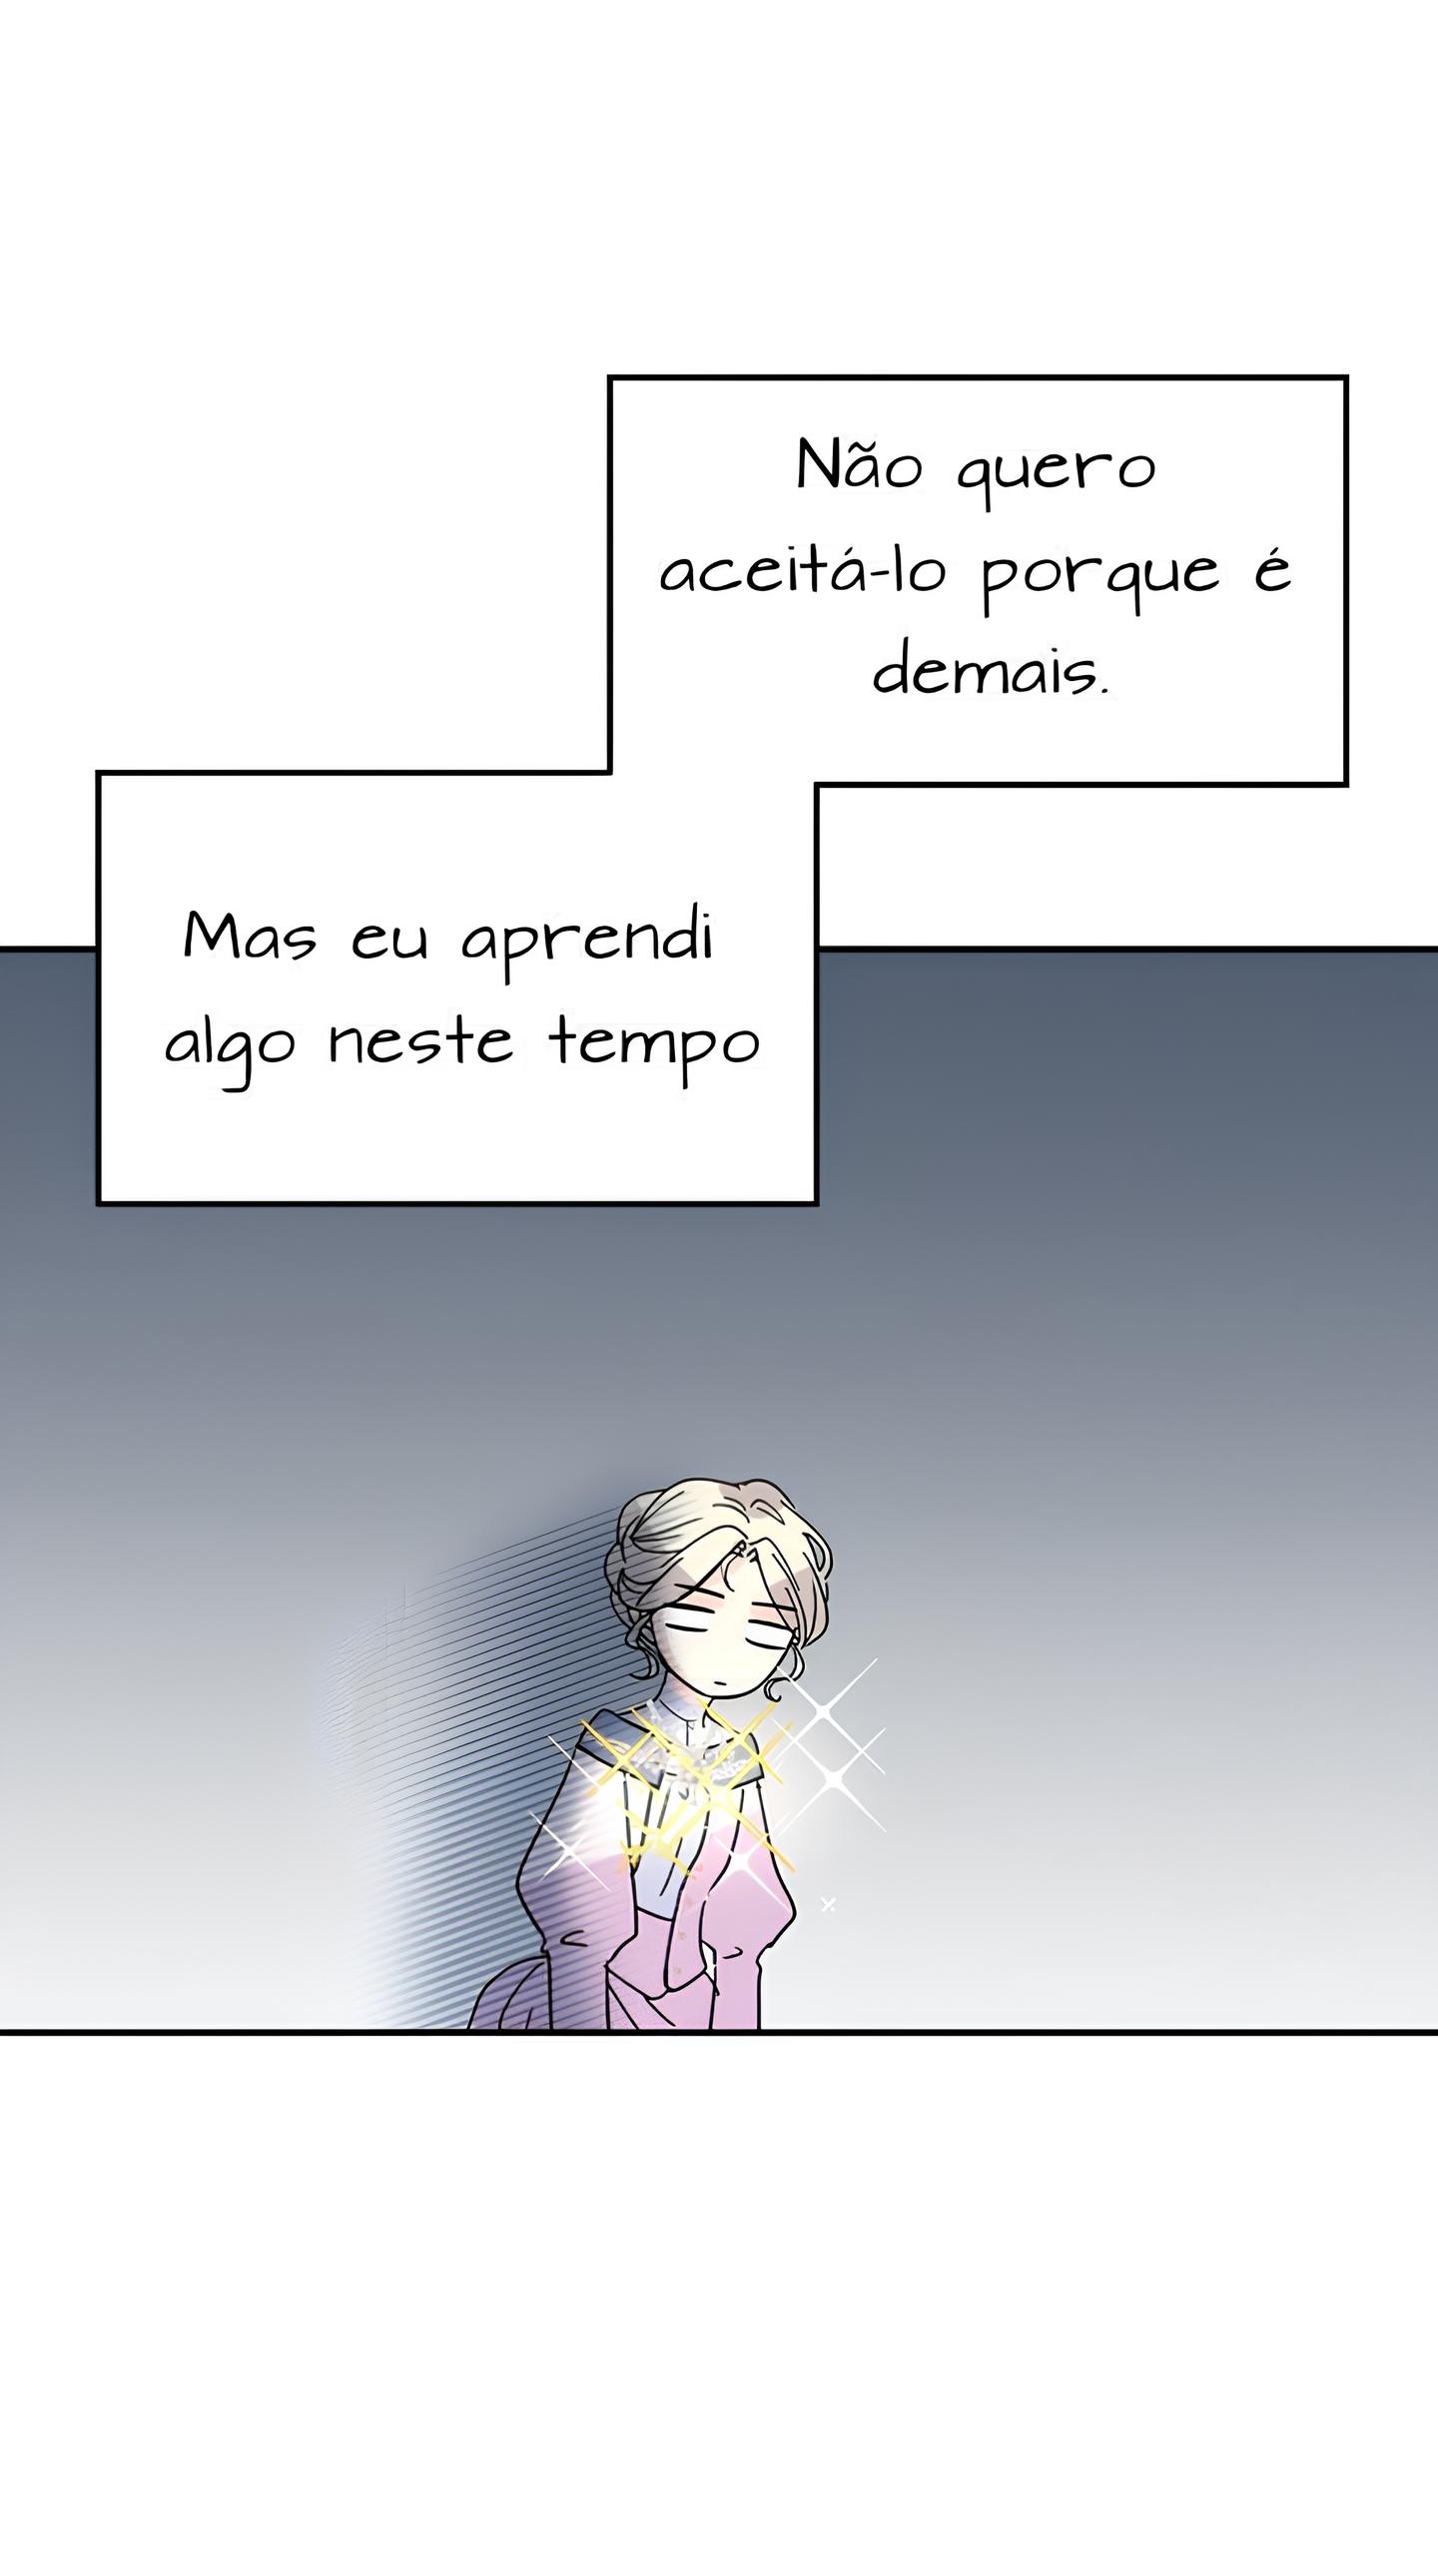 Não quero
aceitá-lo porque é
demais.
Mas eu aprendi
algo neste tempo